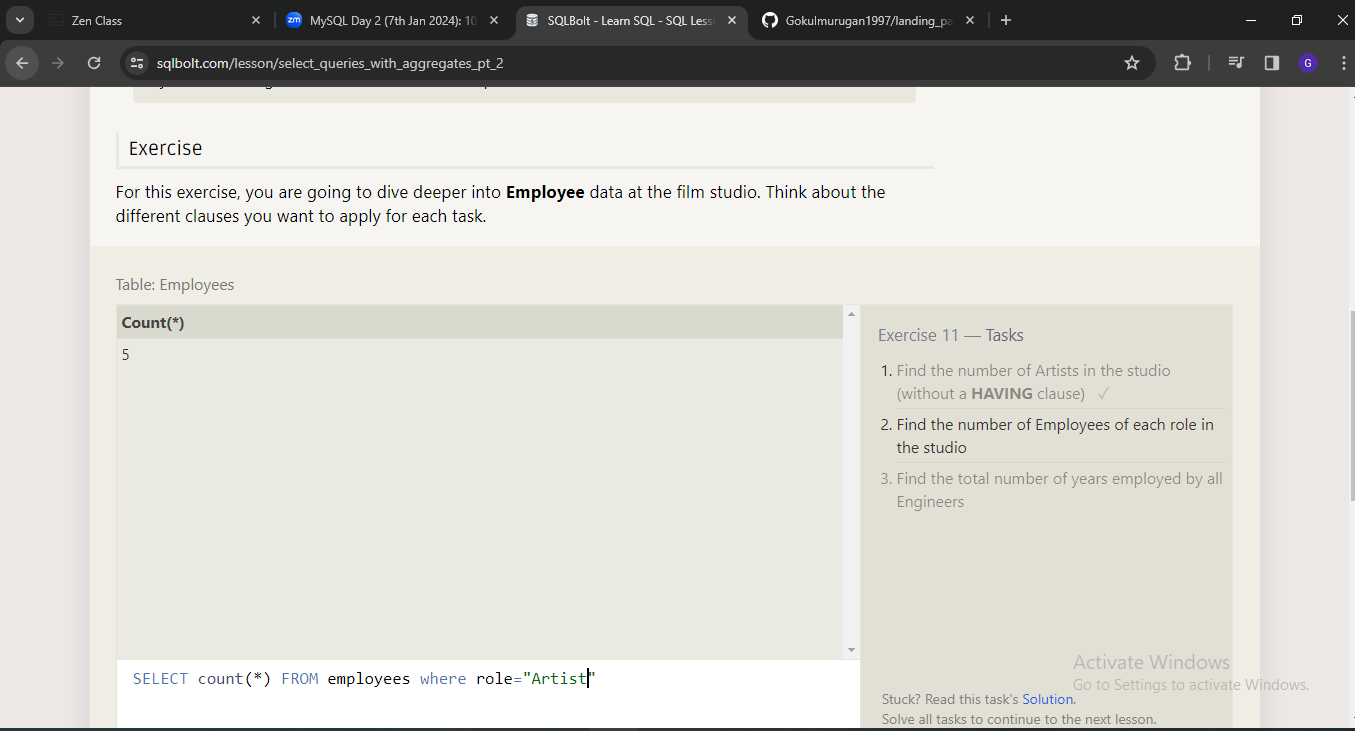 Zen Class
MySQL Day 2 (7th Jan 2024): 10
SQLBolt - Learn SQL - SQL Less
Gokulmurugan1997/landing_pa
sqlbolt.com/lesson/select_queries_with_aggregates_pt_2
G
Exercise
For this exercise, you are going to dive deeper into Employee data at the film studio. Think about the
different clauses you want to apply for each task.
Table: Employees
Count(*)
5
Exercise 11 — Tasks
1. Find the number of Artists in the studio
(without a HAVING clause) ✓
2. Find the number of Employees of each role in
the studio
3. Find the total number of years employed by all
Engineers
SELECT count(*) FROM employees where role="Artist"
Activate Windows
Go to Settings to activate Windows.
Stuck? Read this task's Solution.
Solve all tasks to continue to the next lesson.